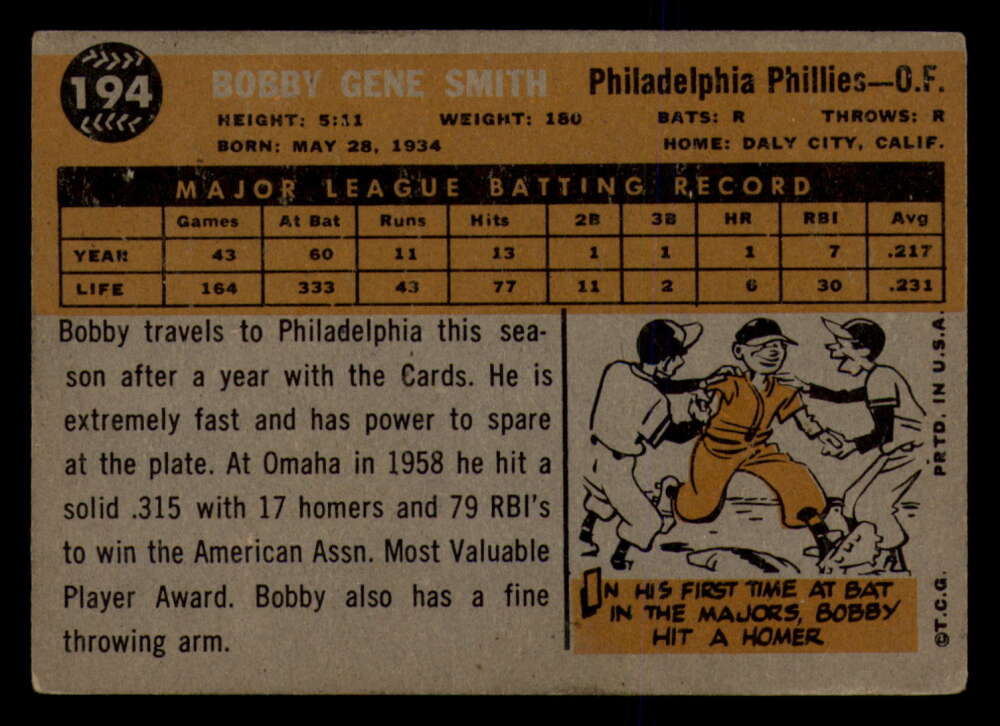 194
BOBBY GENE SMITH Philadelphia Phillies—O.F.
HEIGHT: 5:11 WEIGHT: 180 BATS: R THROWS: R
BORN: MAY 28, 1934 HOME: DALY CITY, CALIF.
MAJOR LEAGUE BATTING RECORD
Games At Bat Runs Hits 2B 3B HR RBI Avg
YEAR 43 60 11 13 1 1 1 7 .217
LIFE 164 333 43 77 11 2 6 30 .231
Bobby travels to Philadelphia this sea-
son after a year with the Cards. He is
extremely fast and has power to spare
at the plate. At Omaha in 1958 he hit a
solid .315 with 17 homers and 79 RBI's
to win the American Assn. Most Valuable
Player Award. Bobby also has a fine
throwing arm.
IN HIS FIRST TIME AT BAT
IN THE MAJORS, BOBBY
HIT A HOMER
©T.C.G. PRTD. IN U.S.A.